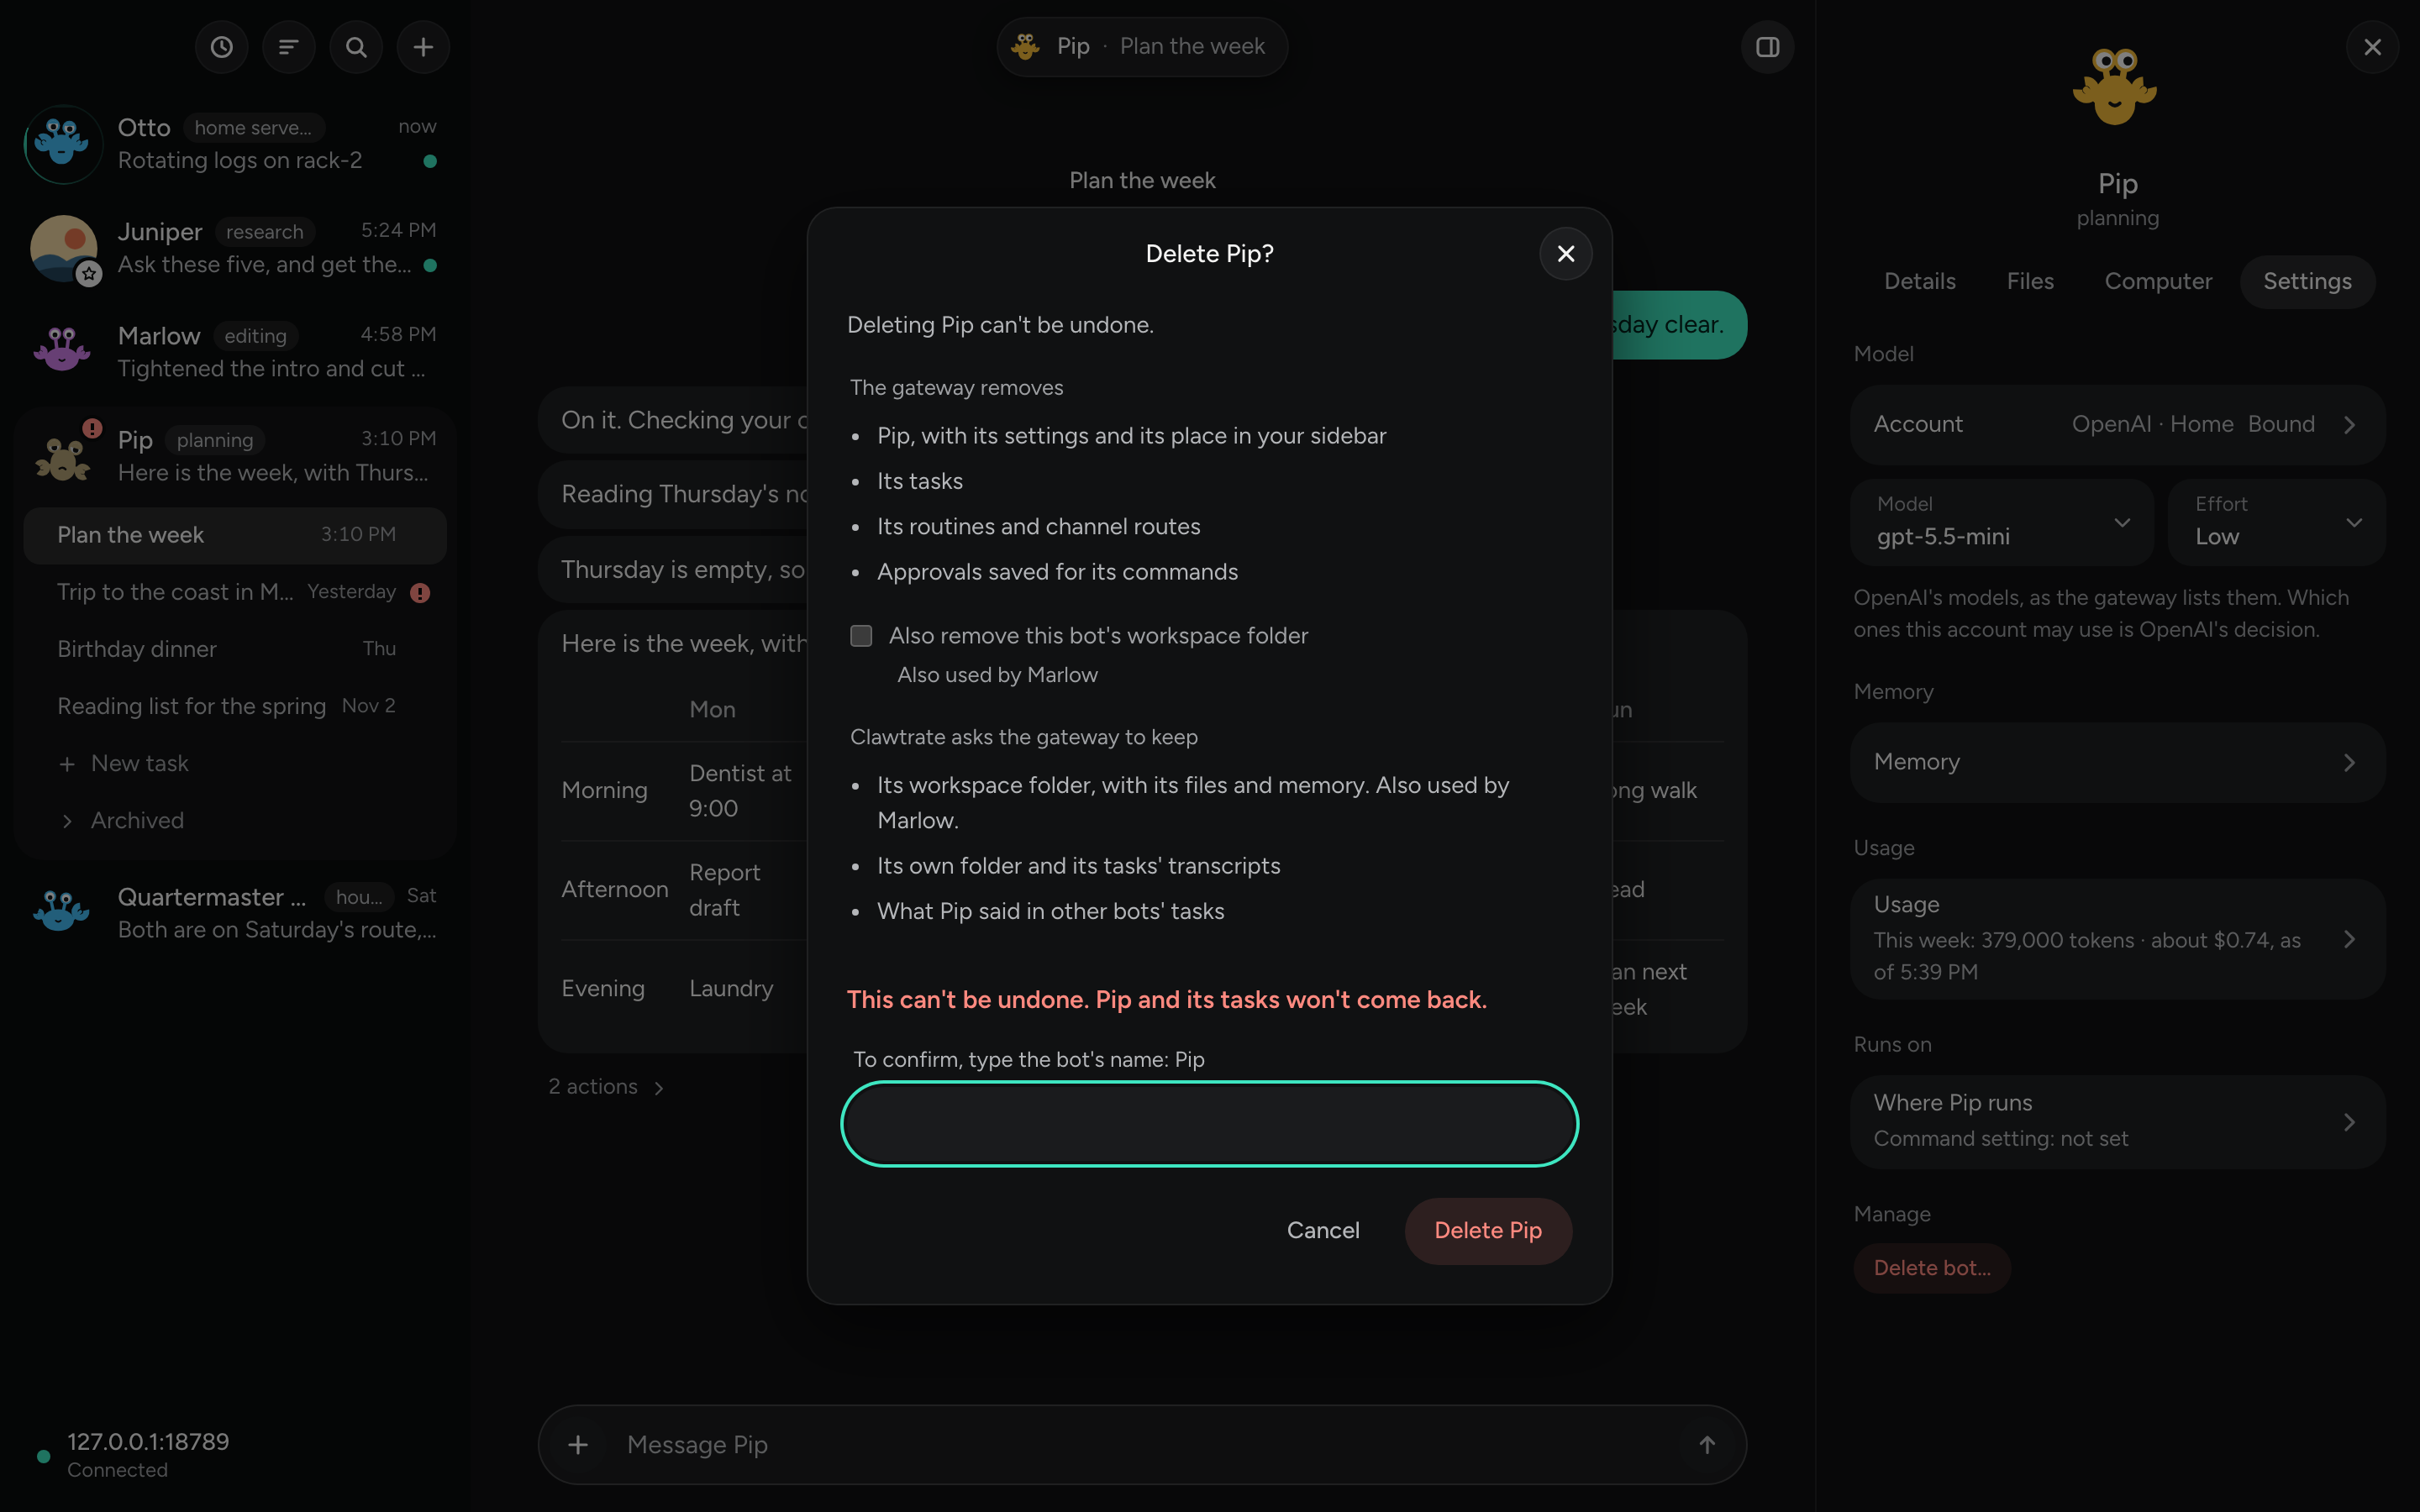 Otto home serve... now
Rotating logs on rack-2
Juniper research 5:24 PM
Ask these five, and get the...
Marlow editing 4:58 PM
Tightened the intro and cut ...
Pip planning 3:10 PM
Here is the week, with Thurs...
Plan the week 3:10 PM
Trip to the coast in M... Yesterday
Birthday dinner Thu
Reading list for the spring Nov 2
New task
Archived
Quartermaster ... hou... Sat
Both are on Saturday's route,...
127.0.0.1:18789
Connected
Pip · Plan the week
Plan the week
day clear.
On it. Checking your
Reading Thursday's
Thursday is empty, so
Here is the week, with
Mon
Morning
Dentist at
9:00
walk
Afternoon
Report
draft
Evening
Laundry
next
2 actions
Message Pip
Delete Pip?
Deleting Pip can't be undone.
The gateway removes
• Pip, with its settings and its place in your sidebar
• Its tasks
• Its routines and channel routes
• Approvals saved for its commands
Also remove this bot's workspace folder
Also used by Marlow
Clawtrate asks the gateway to keep
• Its workspace folder, with its files and memory. Also used by
Marlow.
• Its own folder and its tasks' transcripts
• What Pip said in other bots' tasks
This can't be undone. Pip and its tasks won't come back.
To confirm, type the bot's name: Pip
Cancel
Delete Pip
Pip
planning
Details Files Computer Settings
Model
Account OpenAI · Home Bound
Model
gpt-5.5-mini
Effort
Low
OpenAI's models, as the gateway lists them. Which
ones this account may use is OpenAI's decision.
Memory
Memory
Usage
Usage
This week: 379,000 tokens · about $0.74, as
of 5:39 PM
Runs on
Where Pip runs
Command setting: not set
Manage
Delete bot...